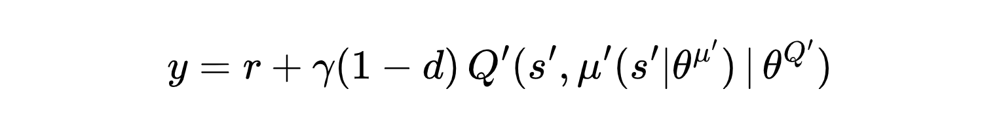 y = r + γ(1 − d) Q′(s′, μ′(s′|θ^{μ′}) | θ^{Q′})